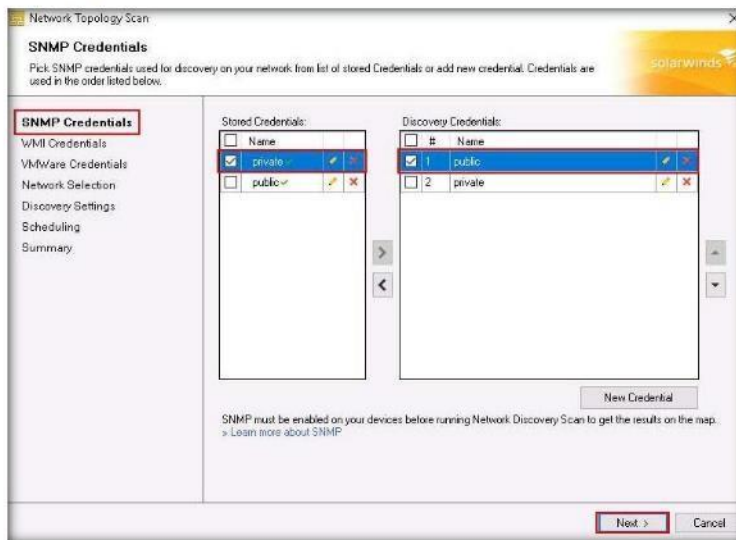 Network Topology Scan
SNMP Credentials
Pick SNMP credentials used for discovery on your network from list of stored Credentials or add new credential. Credentials are
used in the order listed below.
solarwinds
SNMP Credentials
WMI Credentials
VMWare Credentials
Network Selection
Discovery Settings
Scheduling
Summary
Stored Credentials:
Name
private
public
Discovery Credentials:
# Name
1 public
2 private
New Credential
SNMP must be enabled on your devices before running Network Discovery Scan to get the results on the map.
» Learn more about SNMP
Next >
Cancel